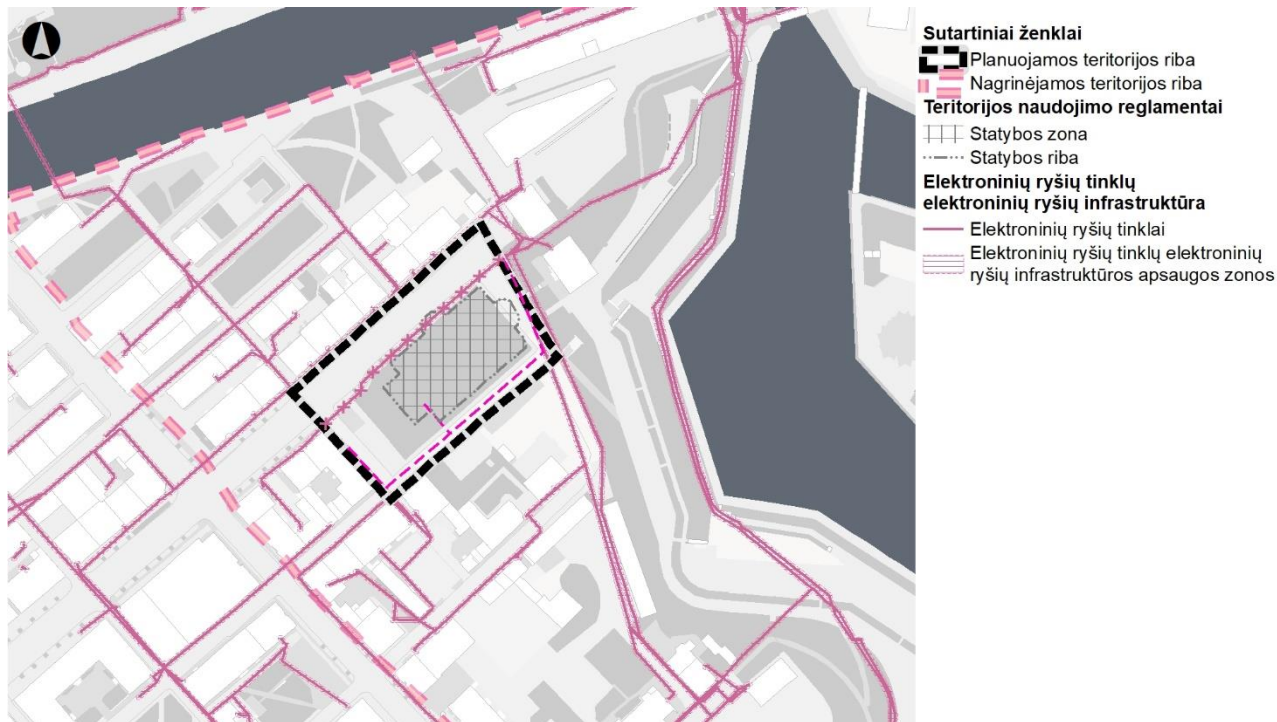 Sutartiniai ženklai
Planuojamos teritorijos riba
Nagrinėjamos teritorijos riba
Teritorijos naudojimo reglamentai
Statybos zona
Statybos riba
Elektroninių ryšių tinklų
elektroninių ryšių infrastruktūra
Elektroninių ryšių tinklai
Elektroninių ryšių tinklų elektroninių
ryšių infrastruktūros apsaugos zonos